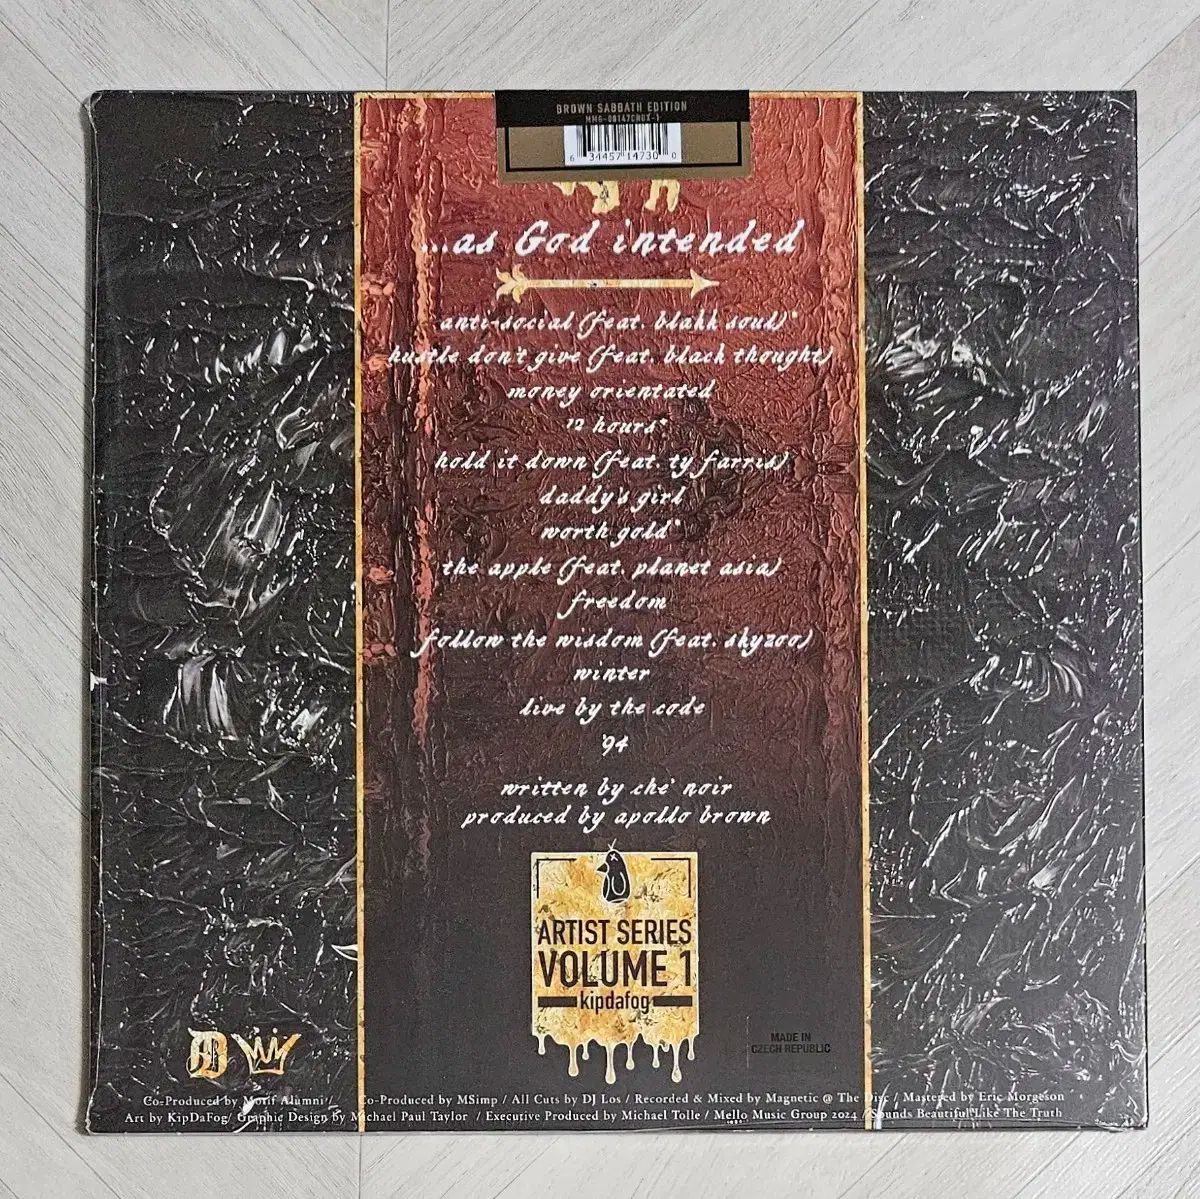 BROWN SABBATH EDITION
MMG-00147CRDX-1
6 34457 14730 0
...as God intended
anti-social (feat. blakk soul)*
hustle don't give (feat. black thought)
money orientated
12 hours*
hold it down (feat. ty farris)
daddy's girl
worth gold*
the apple (feat. planet asia)
freedom
follow the wisdom (feat. skyzoo)
winter
live by the code
'94
written by che' noir
produced by apollo brown
ARTIST SERIES
VOLUME 1
kipdafog
MADE IN
CZECH REPUBLIC
Co-Produced by Motif Alumni / Co-Produced by MSimp / All Cuts by DJ Los / Recorded & Mixed by Magnetic @ The Disc / Mastered by Eric Morgeson
Art by KipDaFog/ Graphic Design by Michael Paul Taylor / Executive Produced by Michael Tolle / Mello Music Group 2024 / Sounds Beautiful Like The Truth